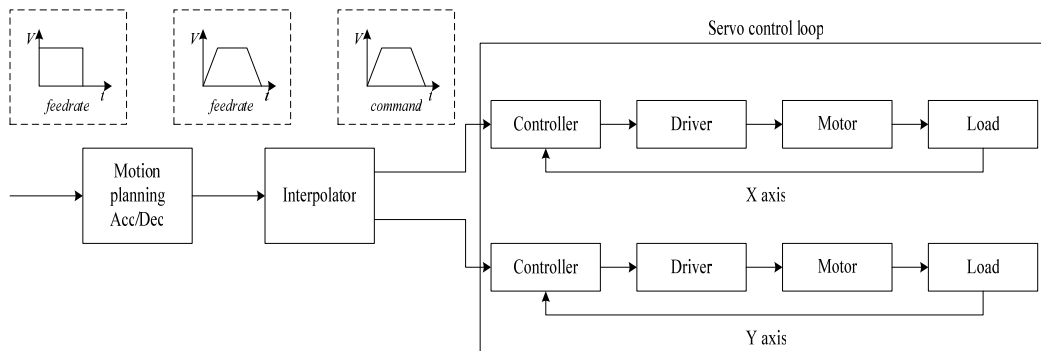 Servo control loop
V
t
feedrate
V
t
feedrate
V
t
command
Motion
planning
Acc/Dec
Interpolator
Controller
Driver
Motor
Load
X axis
Controller
Driver
Motor
Load
Y axis